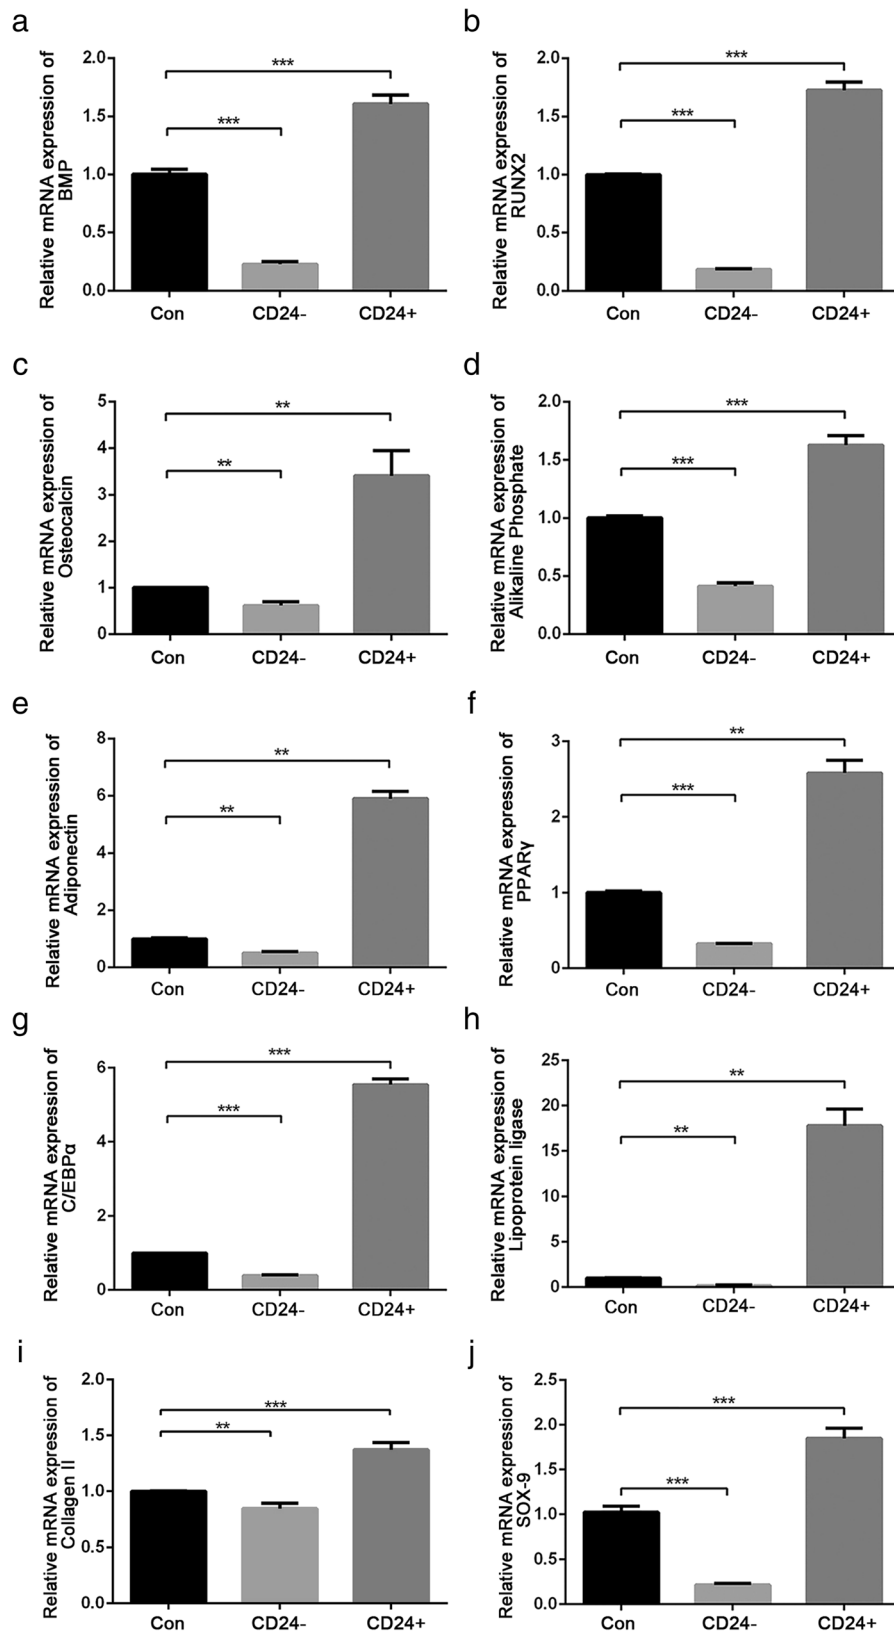 a
Relative mRNA expression of
BMP
2.0
1.5
1.0
0.5
0.0
***
***
Con CD24- CD24+
b
Relative mRNA expression of
RUNX2
2.0
1.5
1.0
0.5
0.0
***
***
Con CD24- CD24+
c
Relative mRNA expression of
Osteocalcin
5
4
3
2
1
0
**
**
Con CD24- CD24+
d
Relative mRNA expression of
Alikaline Phosphate
2.0
1.5
1.0
0.5
0.0
***
***
Con CD24- CD24+
e
Relative mRNA expression of
Adiponectin
8
6
4
2
0
**
**
Con CD24- CD24+
f
Relative mRNA expression of
PPARγ
3
2
1
0
**
***
Con CD24- CD24+
g
Relative mRNA expression of
C/EBPα
6
4
2
0
***
***
Con CD24- CD24+
h
Relative mRNA expression of
Lipoprotein ligase
25
20
15
10
5
0
**
**
Con CD24- CD24+
i
Relative mRNA expression of
Collagen II
2.0
1.5
1.0
0.5
0.0
***
**
Con CD24- CD24+
j
Relative mRNA expression of
SOX-9
2.5
2.0
1.5
1.0
0.5
0.0
***
***
Con CD24- CD24+